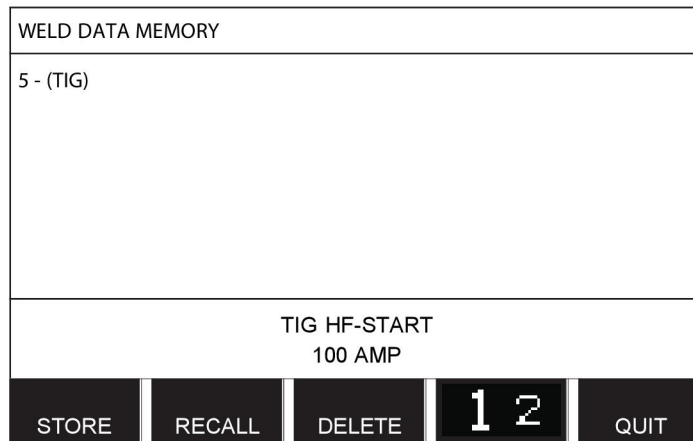 WELD DATA MEMORY
5 - (TIG)
TIG HF-START
100 AMP
STORE RECALL DELETE 1 2 QUIT